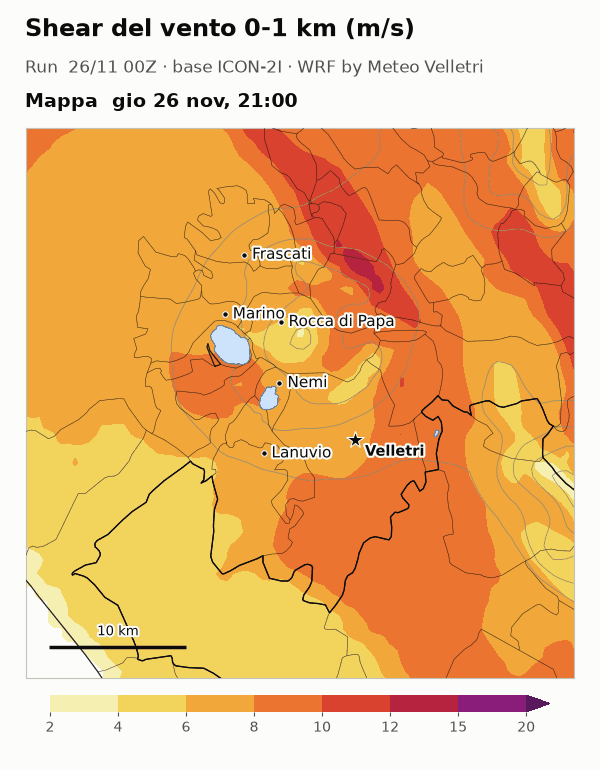 Shear del vento 0-1 km (m/s)
Run  26/11 00Z · base ICON-2I · WRF by Meteo Velletri
Mappa  gio 26 nov, 21:00
Frascati
Marino
Rocca di Papa
Nemi
Velletri
Lanuvio
10 km
2 4 6 8 10 12 15 20